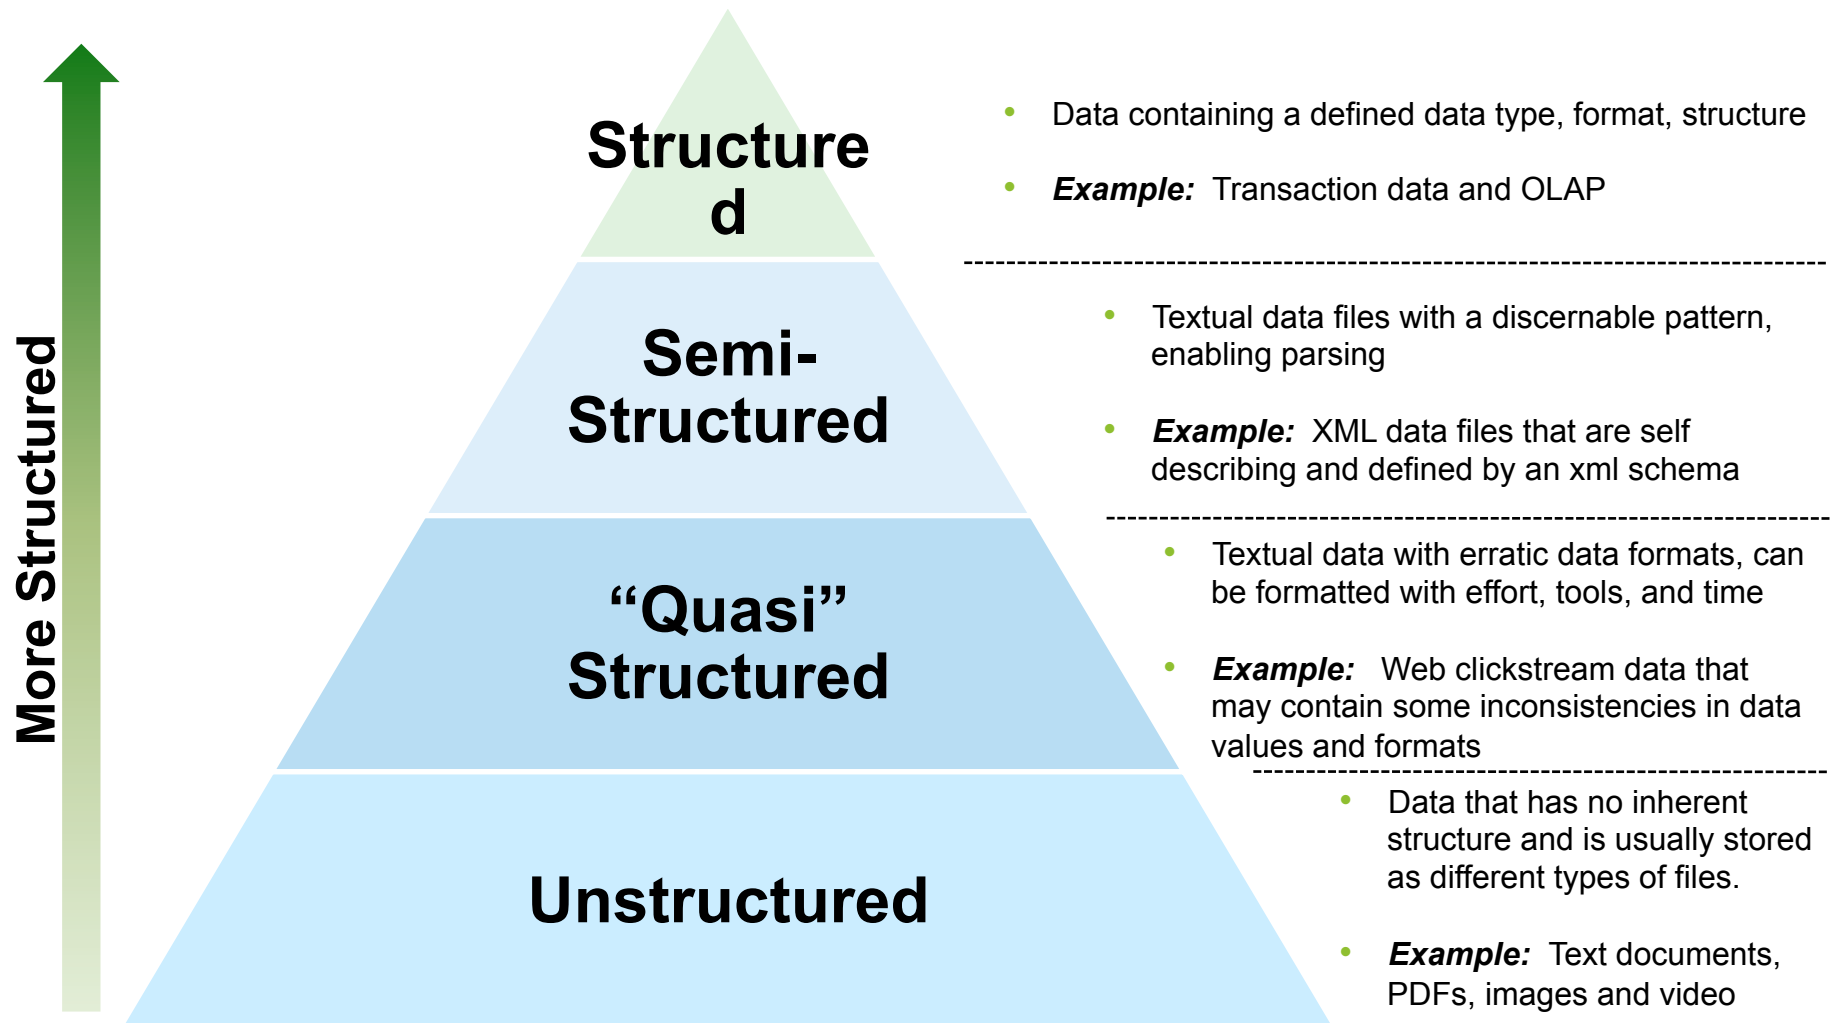 More Structured
Structure
d
• Data containing a defined data type, format, structure
• Example: Transaction data and OLAP
Semi-
Structured
• Textual data files with a discernable pattern,
enabling parsing
• Example: XML data files that are self
describing and defined by an xml schema
“Quasi”
Structured
• Textual data with erratic data formats, can
be formatted with effort, tools, and time
• Example: Web clickstream data that
may contain some inconsistencies in data
values and formats
Unstructured
• Data that has no inherent
structure and is usually stored
as different types of files.
• Example: Text documents,
PDFs, images and video